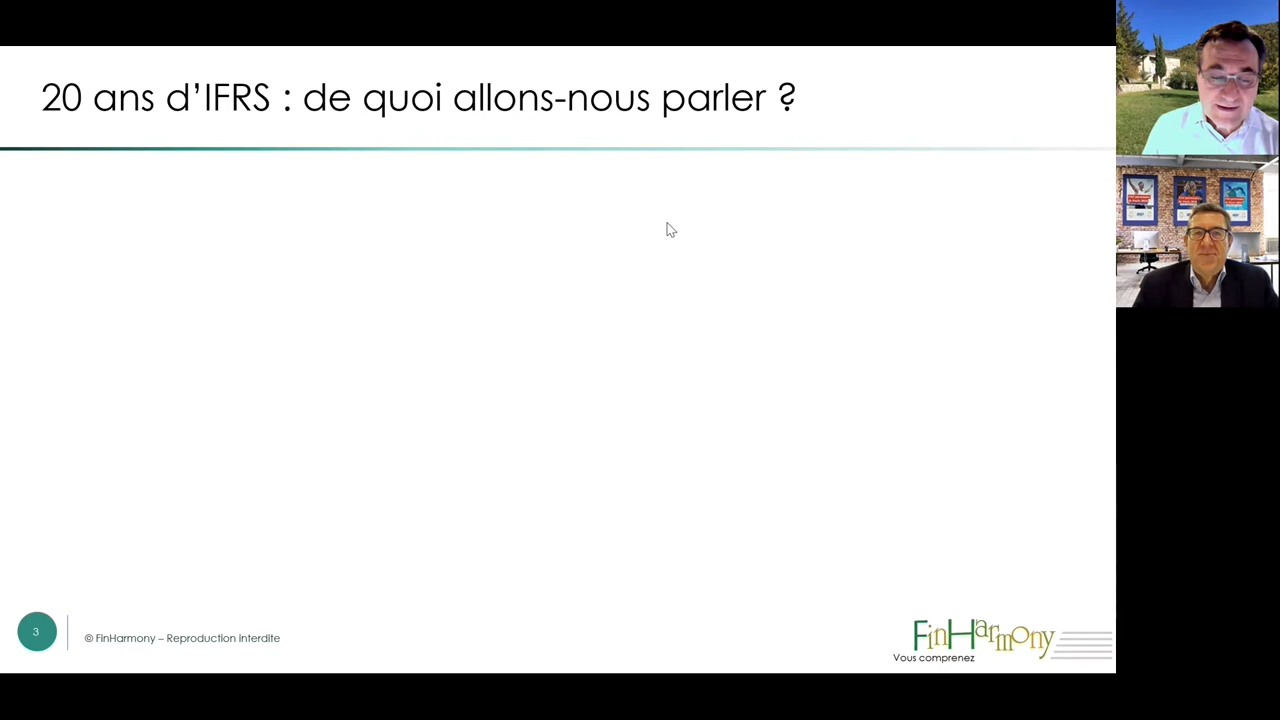 20 ans d’IFRS : de quoi allons-nous parler ?
3
© FinHarmony – Reproduction interdite
FinHarmony
Vous comprenez